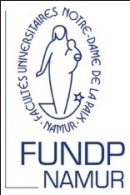 FACULTÉS UNIVERSITAIRES NOTRE-DAME DE LA PAIX · NAMUR ·
FUNDP
NAMUR